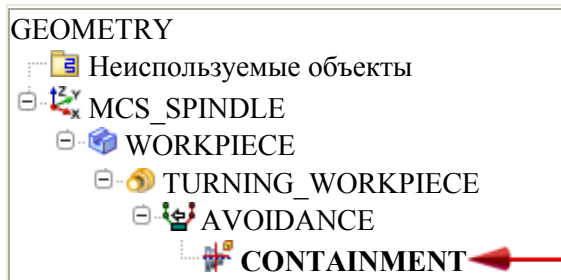 GEOMETRY
Неиспользуемые объекты
MCS_SPINDLE
WORKPIECE
TURNING_WORKPIECE
AVOIDANCE
CONTAINMENT